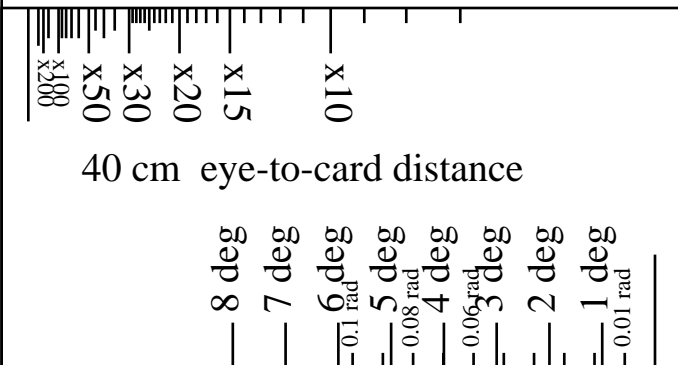 x200 x100 x50 x30 x20 x15 x10
40 cm eye-to-card distance
8 deg 7 deg 6 deg 5 deg 4 deg 3 deg 2 deg 1 deg
0.1 rad 0.08 rad 0.06 rad 0.01 rad